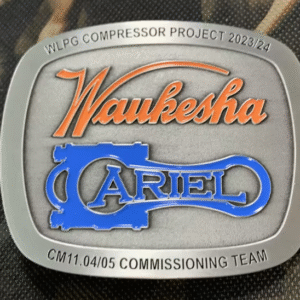 WLPG COMPRESSOR PROJECT 2023/24
Waukesha
ARIEL
CM11.04/05 COMMISSIONING TEAM